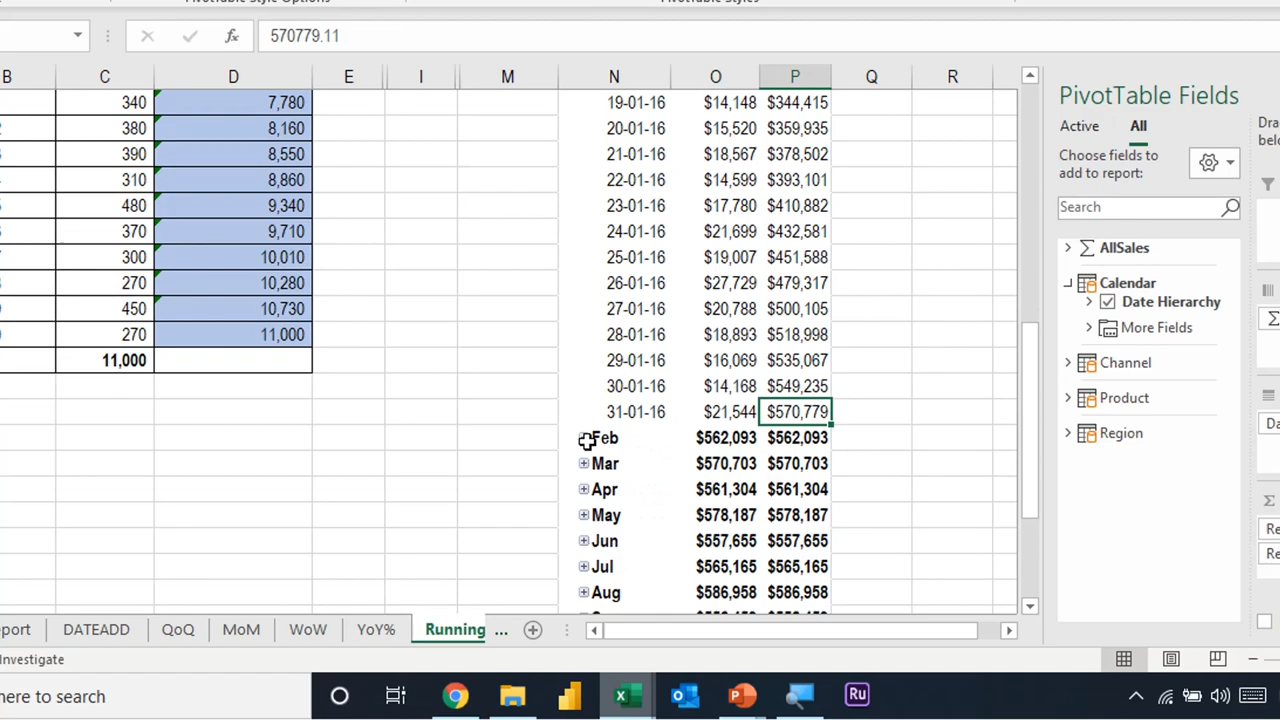 PivotTable Style Options PivotTable Styles
570779.11
B C D E I M N O P Q R
340 7,780 19-01-16 $14,148 $344,415
380 8,160 20-01-16 $15,520 $359,935
390 8,550 21-01-16 $18,567 $378,502
310 8,860 22-01-16 $14,599 $393,101
480 9,340 23-01-16 $17,780 $410,882
370 9,710 24-01-16 $21,699 $432,581
300 10,010 25-01-16 $19,007 $451,588
270 10,280 26-01-16 $27,729 $479,317
450 10,730 27-01-16 $20,788 $500,105
270 11,000 28-01-16 $18,893 $518,998
11,000 29-01-16 $16,069 $535,067
30-01-16 $14,168 $549,235
31-01-16 $21,544 $570,779
Feb $562,093 $562,093
Mar $570,703 $570,703
Apr $561,304 $561,304
May $578,187 $578,187
Jun $557,655 $557,655
Jul $565,165 $565,165
Aug $586,958 $586,958
PivotTable Fields
Active All
Choose fields to
add to report:
Search
AllSales
Calendar
Date Hierarchy
More Fields
Channel
Product
Region
Dra
belo
Da
Re
Re
port DATEADD QoQ MoM WoW YoY% Running ...
Investigate
here to search
Ru